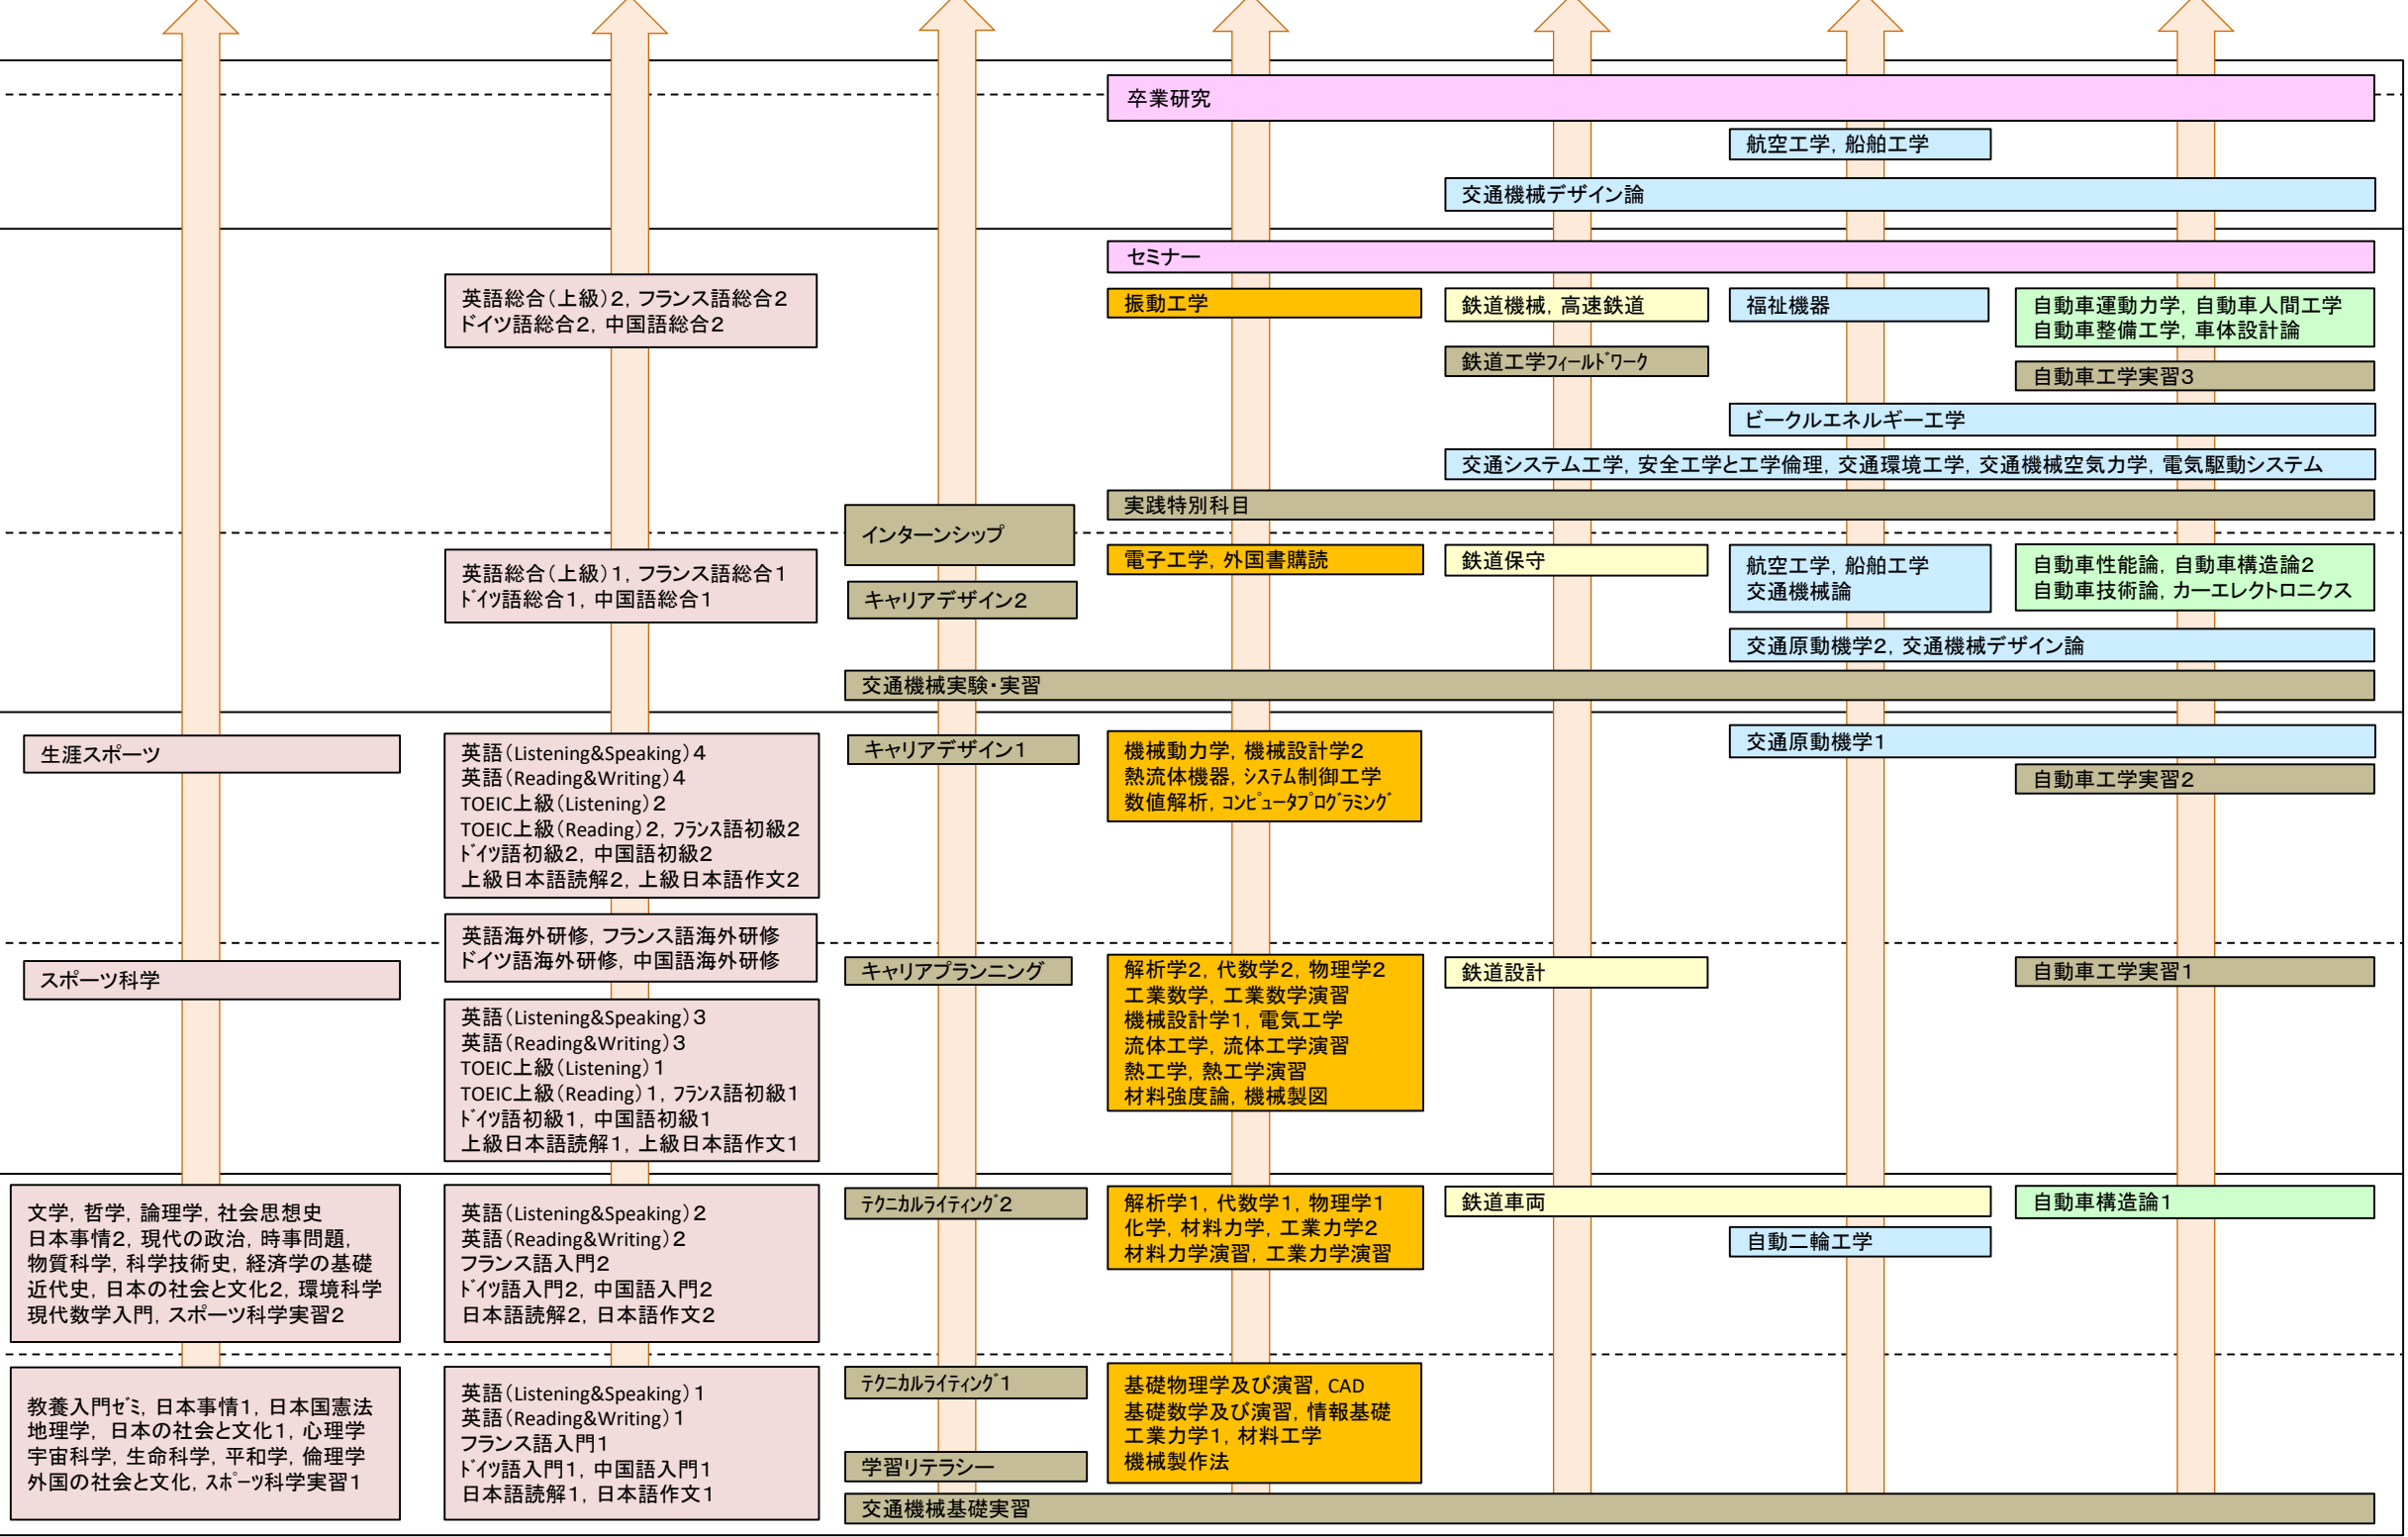 卒業研究
航空工学, 船舶工学
交通機械デザイン論
セミナー
英語総合(上級)2, フランス語総合2
ドイツ語総合2, 中国語総合2
振動工学
鉄道機械, 高速鉄道
福祉機器
自動車運動力学, 自動車人間工学
自動車整備工学, 車体設計論
鉄道工学フィールドワーク
自動車工学実習3
ビークルエネルギー工学
交通システム工学, 安全工学と工学倫理, 交通環境工学, 交通機械空気力学, 電気駆動システム
実践特別科目
インターンシップ
英語総合(上級)1, フランス語総合1
ドイツ語総合1, 中国語総合1
キャリアデザイン2
電子工学, 外国書購読
鉄道保守
航空工学, 船舶工学
交通機械論
自動車性能論, 自動車構造論2
自動車技術論, カーエレクトロニクス
交通原動機学2, 交通機械デザイン論
交通機械実験・実習
生涯スポーツ
英語(Listening&Speaking)4
英語(Reading&Writing)4
TOEIC上級(Listening)2
TOEIC上級(Reading)2, フランス語初級2
ドイツ語初級2, 中国語初級2
上級日本語読解2, 上級日本語作文2
キャリアデザイン1
機械動力学, 機械設計学2
熱流体機器, システム制御工学
数値解析, コンピュータプログラミング
交通原動機学1
自動車工学実習2
英語海外研修, フランス語海外研修
ドイツ語海外研修, 中国語海外研修
スポーツ科学
英語(Listening&Speaking)3
英語(Reading&Writing)3
TOEIC上級(Listening)1
TOEIC上級(Reading)1, フランス語初級1
ドイツ語初級1, 中国語初級1
上級日本語読解1, 上級日本語作文1
キャリアプランニング
解析学2, 代数学2, 物理学2
工業数学, 工業数学演習
機械設計学1, 電気工学
流体工学, 流体工学演習
熱工学, 熱工学演習
材料強度論, 機械製図
鉄道設計
自動車工学実習1
文学, 哲学, 論理学, 社会思想史
日本事情2, 現代の政治, 時事問題,
物質科学, 科学技術史, 経済学の基礎
近代史, 日本の社会と文化2, 環境科学
現代数学入門, スポーツ科学実習2
英語(Listening&Speaking)2
英語(Reading&Writing)2
フランス語入門2
ドイツ語入門2, 中国語入門2
日本語読解2, 日本語作文2
テクニカルライティング2
解析学1, 代数学1, 物理学1
化学, 材料力学, 工業力学2
材料力学演習, 工業力学演習
鉄道車両
自動二輪工学
自動車構造論1
教養入門ゼミ, 日本事情1, 日本国憲法
地理学, 日本の社会と文化1, 心理学
宇宙科学, 生命科学, 平和学, 倫理学
外国の社会と文化, スポーツ科学実習1
英語(Listening&Speaking)1
英語(Reading&Writing)1
フランス語入門1
ドイツ語入門1, 中国語入門1
日本語読解1, 日本語作文1
テクニカルライティング1
学習リテラシー
基礎物理学及び演習, CAD
基礎数学及び演習, 情報基礎
工業力学1, 材料工学
機械製作法
交通機械基礎実習